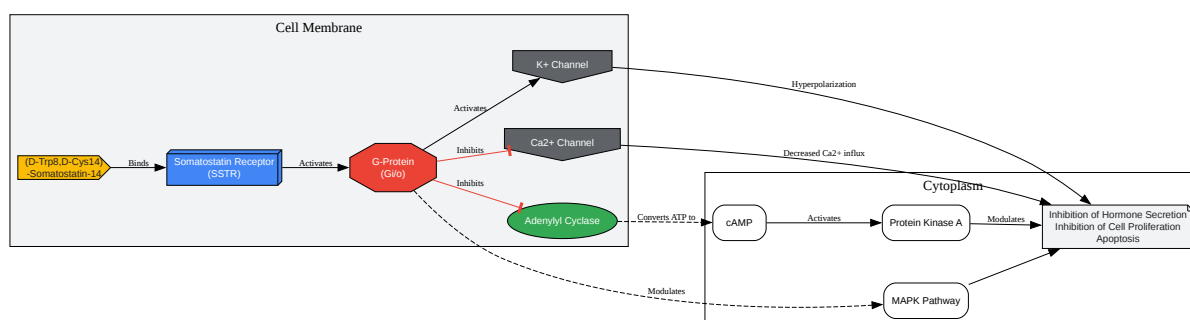 Cell Membrane
K+ Channel
Hyperpolarization
Activates
Ca2+ Channel
Inhibits
Decreased Ca2+ influx
(D-Trp8,D-Cys14)
-Somatostatin-14
Binds
Somatostatin Receptor
(SSTR)
Activates
G-Protein
(Gi/o)
Inhibits
Adenylyl Cyclase
Converts ATP to
Cytoplasm
cAMP
Activates
Protein Kinase A
Modulates
Inhibition of Hormone Secretion
Inhibition of Cell Proliferation
Apoptosis
Modulates
MAPK Pathway